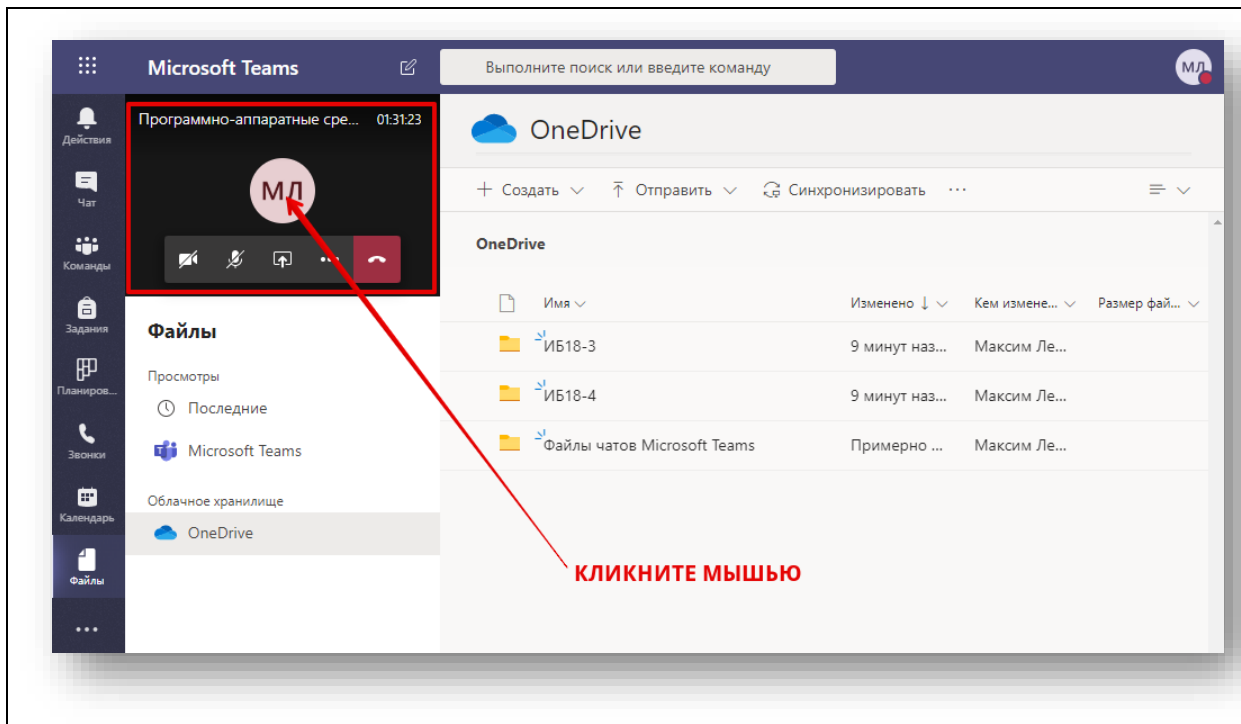 Microsoft Teams
Выполните поиск или введите команду
МЛ
Действия
Чат
Команды
Задания
Планиров...
Звонки
Календарь
Файлы
Программно-аппаратные сре... 01:31:23
МЛ
Файлы
Просмотры
Последние
Microsoft Teams
Облачное хранилище
OneDrive
OneDrive
Создать Отправить Синхронизировать ...
OneDrive
Имя Изменено ↓ Кем измене... Размер фай...
ИБ18-3 9 минут наз... Максим Ле...
ИБ18-4 9 минут наз... Максим Ле...
Файлы чатов Microsoft Teams Примерно ... Максим Ле...
КЛИКНИТЕ МЫШЬЮ